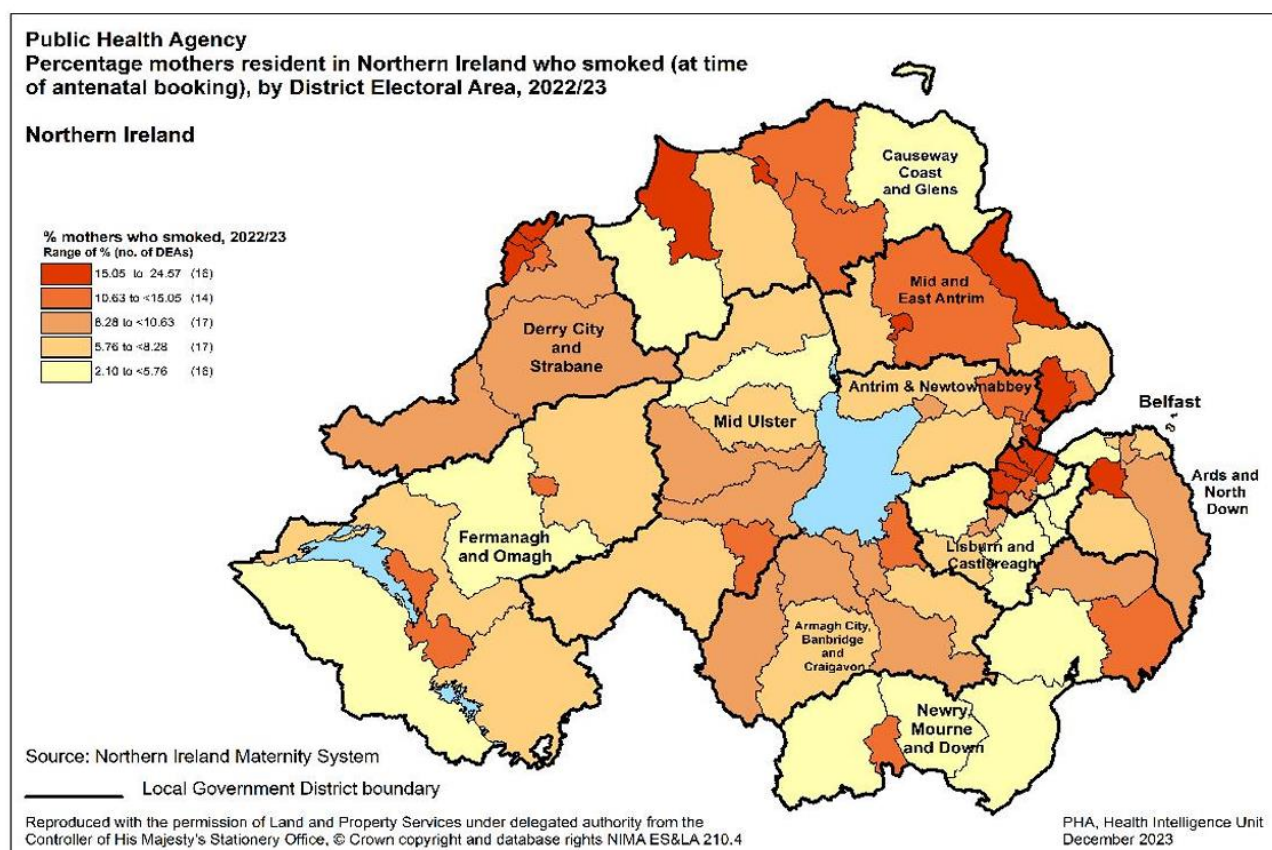 Public Health Agency
Percentage mothers resident in Northern Ireland who smoked (at time
of antenatal booking), by District Electoral Area, 2022/23
Northern Ireland
% mothers who smoked, 2022/23
Range of % (no. of DEAs)
15.05 to 24.57 (16)
10.63 to <15.05 (14)
8.28 to <10.63 (17)
5.76 to <8.28 (17)
2.10 to <5.76 (16)
Causeway
Coast
and Glens
Mid and
East Antrim
Derry City
and
Strabane
Antrim & Newtownabbey
Belfast
Mid Ulster
Ards and
North
Down
Fermanagh
and Omagh
Lisburn and
Castlereagh
Armagh City,
Banbridge
and
Craigavon
Newry,
Mourne
and Down
Source: Northern Ireland Maternity System
Local Government District boundary
Reproduced with the permission of Land and Property Services under delegated authority from the
Controller of His Majesty's Stationery Office, © Crown copyright and database rights NIMA ES&LA 210.4
PHA, Health Intelligence Unit
December 2023